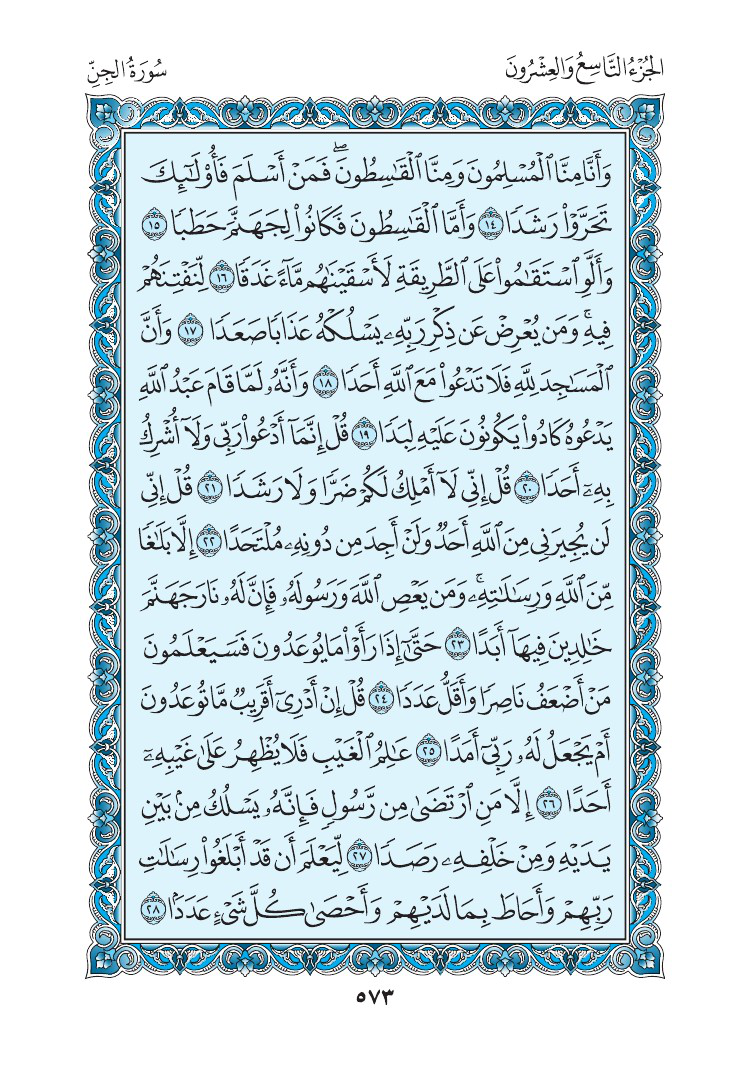 الجُزْءُ التَّاسِعُ وَالعِشْرُونَ
سُورَةُ الجِنِّ
وَأَنَّا مِنَّا ٱلْمُسْلِمُونَ وَمِنَّا ٱلْقَٰسِطُونَۖ فَمَنْ أَسْلَمَ فَأُو۟لَٰٓئِكَ
تَحَرَّوْا۟ رَشَدًا ١٤ وَأَمَّا ٱلْقَٰسِطُونَ فَكَانُوا۟ لِجَهَنَّمَ حَطَبًا ١٥
وَأَلَّوِ ٱسْتَقَٰمُوا۟ عَلَى ٱلطَّرِيقَةِ لَأَسْقَيْنَٰهُم مَّآءً غَدَقًا ١٦ لِّنَفْتِنَهُمْ
فِيهِۚ وَمَن يُعْرِضْ عَن ذِكْرِ رَبِّهِۦ يَسْلُكْهُ عَذَابًا صَعَدًا ١٧ وَأَنَّ
ٱلْمَسَٰجِدَ لِلَّهِ فَلَا تَدْعُوا۟ مَعَ ٱللَّهِ أَحَدًا ١٨ وَأَنَّهُۥ لَمَّا قَامَ عَبْدُ ٱللَّهِ
يَدْعُوهُ كَادُوا۟ يَكُونُونَ عَلَيْهِ لِبَدًا ١٩ قُلْ إِنَّمَآ أَدْعُوا۟ رَبِّى وَلَآ أُشْرِكُ
بِهِۦٓ أَحَدًا ٢٠ قُلْ إِنِّى لَآ أَمْلِكُ لَكُمْ ضَرًّا وَلَا رَشَدًا ٢١ قُلْ إِنِّى
لَن يُجِيرَنِى مِنَ ٱللَّهِ أَحَدٌ وَلَنْ أَجِدَ مِن دُونِهِۦ مُلْتَحَدًا ٢٢ إِلَّا بَلَٰغًا
مِّنَ ٱللَّهِ وَرِسَٰلَٰتِهِۦۚ وَمَن يَعْصِ ٱللَّهَ وَرَسُولَهُۥ فَإِنَّ لَهُۥ نَارَ جَهَنَّمَ
خَٰلِدِينَ فِيهَآ أَبَدًا ٢٣ حَتَّىٰٓ إِذَا رَأَوْا۟ مَا يُوعَدُونَ فَسَيَعْلَمُونَ
مَنْ أَضْعَفُ نَاصِرًا وَأَقَلُّ عَدَدًا ٢٤ قُلْ إِنْ أَدْرِىٓ أَقَرِيبٌ مَّا تُوعَدُونَ
أَمْ يَجْعَلُ لَهُۥ رَبِّىٓ أَمَدًا ٢٥ عَٰلِمُ ٱلْغَيْبِ فَلَا يُظْهِرُ عَلَىٰ غَيْبِهِۦٓ
أَحَدًا ٢٦ إِلَّا مَنِ ٱرْتَضَىٰ مِن رَّسُولٍ فَإِنَّهُۥ يَسْلُكُ مِنۢ بَيْنِ
يَدَيْهِ وَمِنْ خَلْفِهِۦ رَصَدًا ٢٧ لِّيَعْلَمَ أَن قَدْ أَبْلَغُوا۟ رِسَٰلَٰتِ
رَبِّهِمْ وَأَحَاطَ بِمَا لَدَيْهِمْ وَأَحْصَىٰ كُلَّ شَىْءٍ عَدَدًۢا ٢٨
٥٧٣